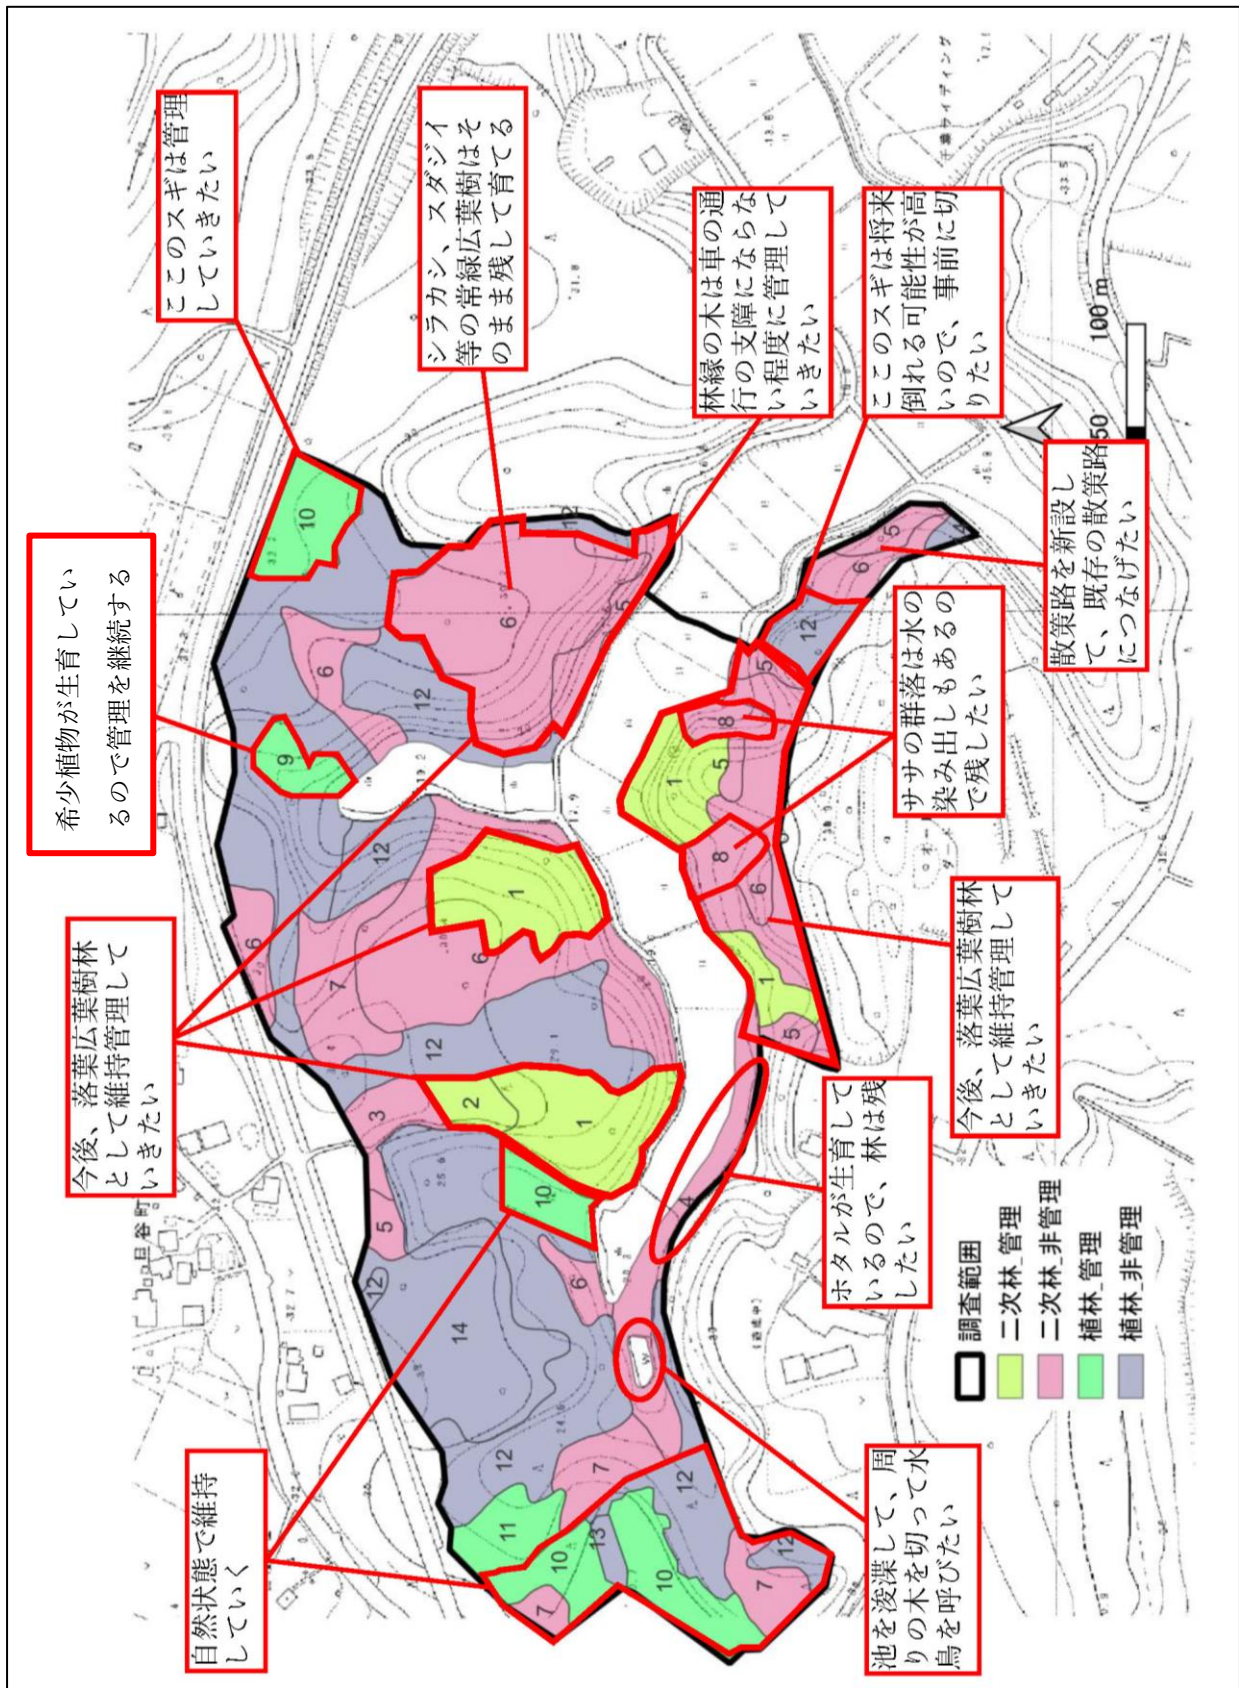 自然状態で維持
していく
今後、落葉広葉樹林
として維持管理して
いきたい
希少植物が生育してい
るので管理を継続する
ここのスギは管理
していきたい
シラカシ、スダジイ
等の常緑広葉樹はそ
のまま残して育てる
林縁の木は車の通
行の支障にならな
い程度に管理して
いきたい
ここのスギは将来
倒れる可能性が高
いので、事前に切
りたい
散策路を新設し
て、既存の散策路
につなげたい
ササの群落は水の
染み出しもあるの
で残したい
今後、落葉広葉樹林
として維持管理して
いきたい
ホタルが生育して
いるので、林は残
したい
池を浚渫して、周
りの木を切って水
鳥を呼びたい
調査範囲
二次林_管理
二次林_非管理
植林_管理
植林_非管理
50
100 m
旦谷町
千葉ライディング
11
10
7
13
10
12
7
12
7
12
14
12
5
3
6
10
2
1
12
7
6
6
1
12
9
6
12
10
6
12
5
W
4
5
1
6
8
1
5
8
5
12
6
5
4